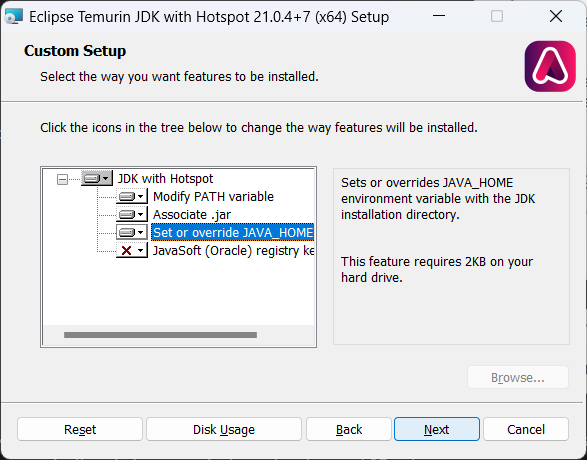 Eclipse Temurin JDK with Hotspot 21.0.4+7 (x64) Setup
Custom Setup
Select the way you want features to be installed.
Click the icons in the tree below to change the way features will be installed.
JDK with Hotspot
Modify PATH variable
Associate .jar
Set or override JAVA_HOME
JavaSoft (Oracle) registry ke
Sets or overrides JAVA_HOME
environment variable with the JDK
installation directory.
This feature requires 2KB on your
hard drive.
Browse...
Reset Disk Usage Back Next Cancel